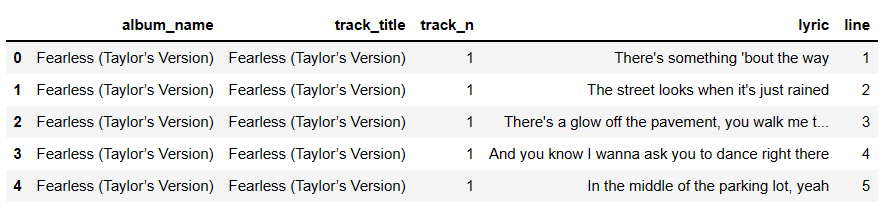 album_name track_title track_n lyric line
0 Fearless (Taylor’s Version) Fearless (Taylor’s Version) 1 There's something 'bout the way 1
1 Fearless (Taylor’s Version) Fearless (Taylor’s Version) 1 The street looks when it's just rained 2
2 Fearless (Taylor’s Version) Fearless (Taylor’s Version) 1 There's a glow off the pavement, you walk me t... 3
3 Fearless (Taylor’s Version) Fearless (Taylor’s Version) 1 And you know I wanna ask you to dance right there 4
4 Fearless (Taylor’s Version) Fearless (Taylor’s Version) 1 In the middle of the parking lot, yeah 5